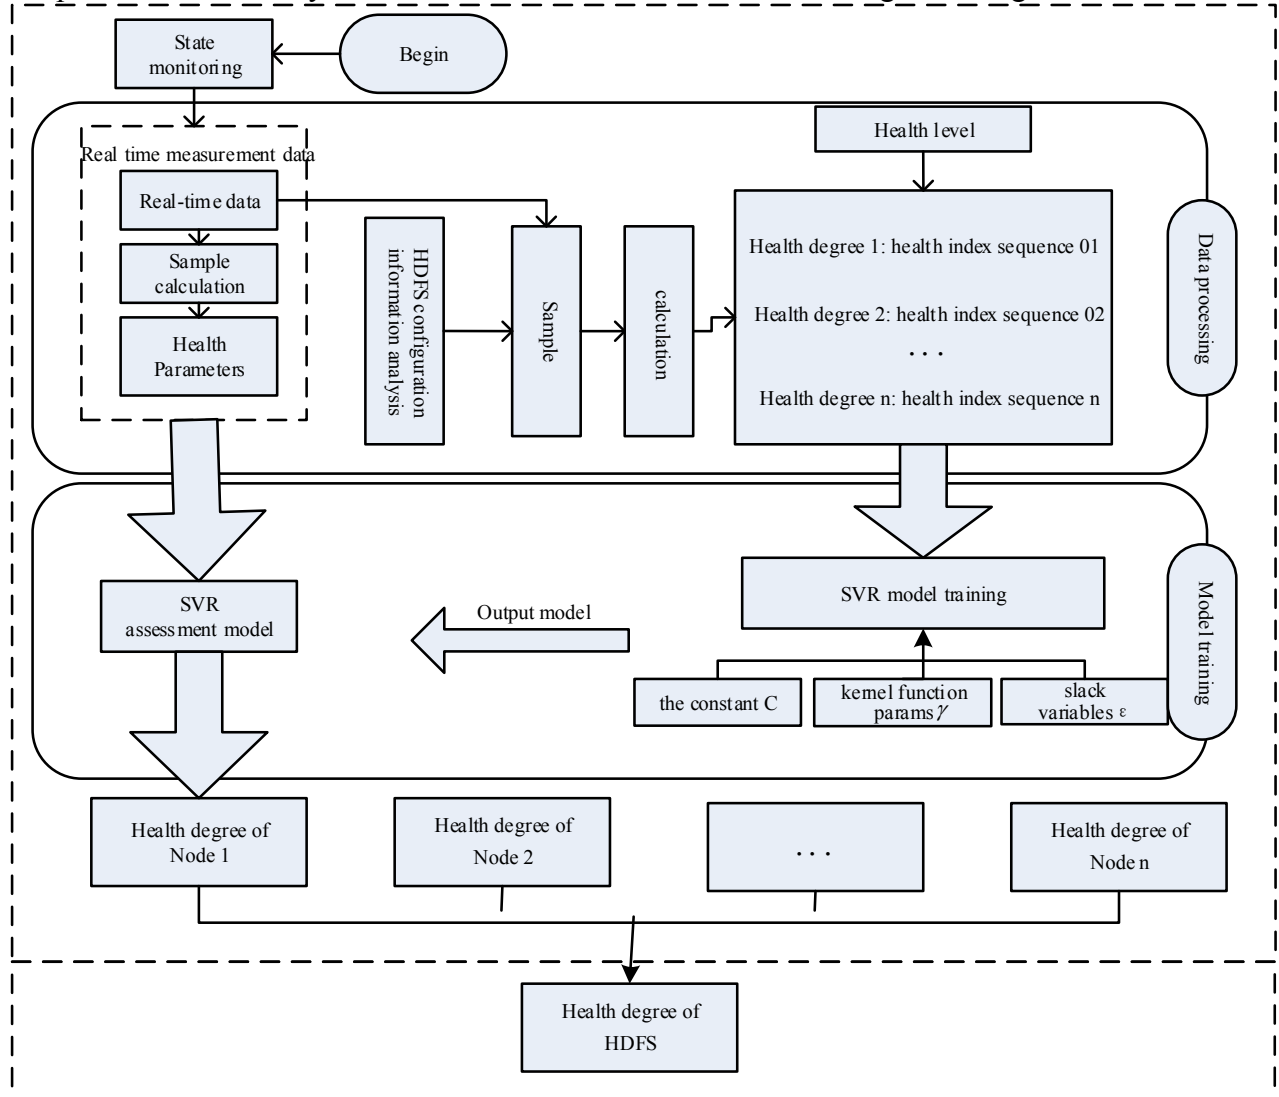 State
monitoring
Begin
Health level
Real time measurement data
Real-time data
Sample
calculation
Health
Parameters
HDFS configuration
information analysis
Sample
calculation
Health degree 1: health index sequence 01
Health degree 2: health index sequence 02
...
Health degree n: health index sequence n
Data processing
SVR
assessment model
Output model
SVR model training
the constant C
kernel function
params γ
slack
variables ε
Model training
Health degree of
Node 1
Health degree of
Node 2
...
Health degree of
Node n
Health degree of
HDFS